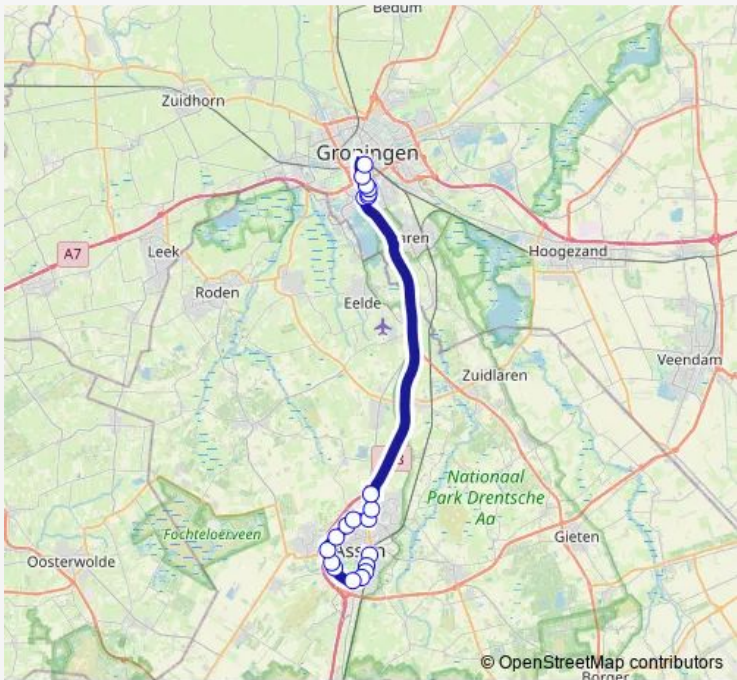 Bedum
Zuidhorn
Groningen
A7
Leek
Hoogezand
Roden
Eelde
Veendam
Zuidlaren
Nationaal
Park Drentsche
Aa
Fochteloërveen
Gieten
Oosterwolde
© OpenStreetMap contributors